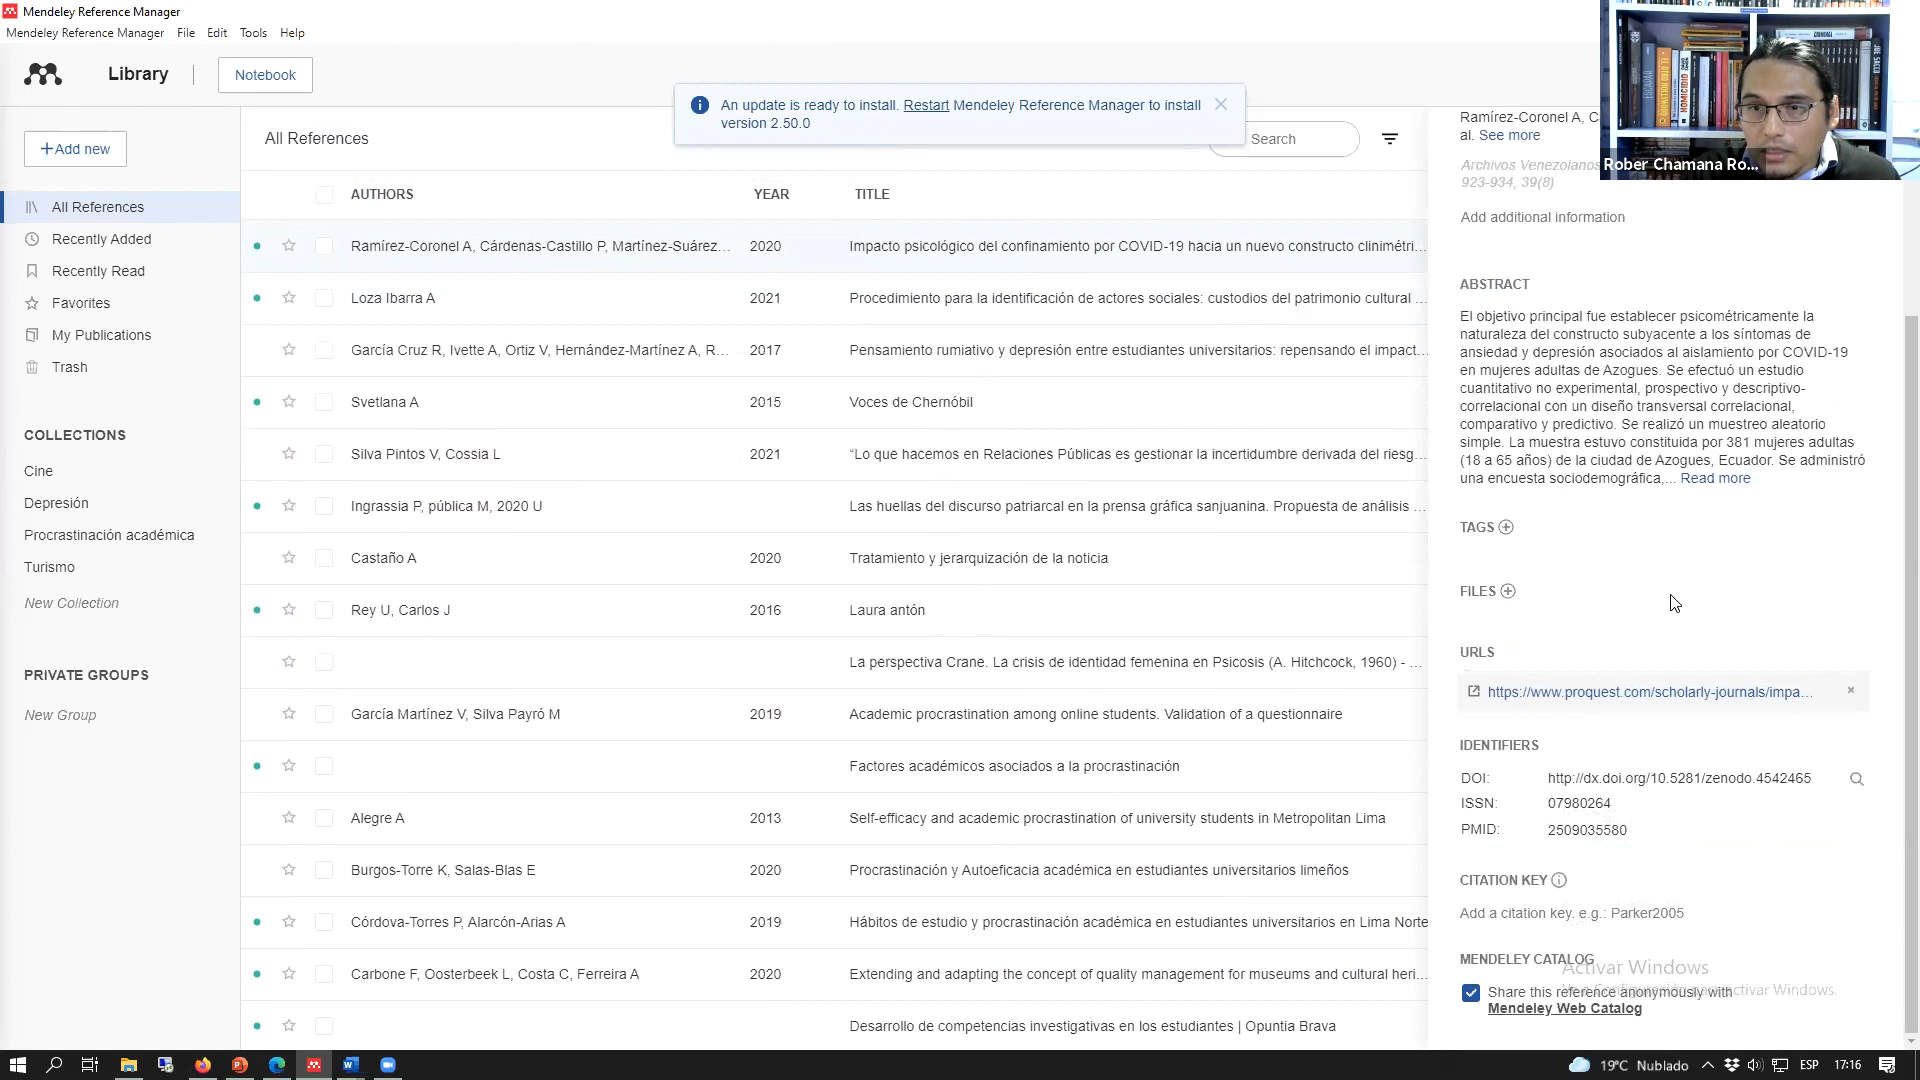 Mendeley Reference Manager
Mendeley Reference Manager File Edit Tools Help
Library
Notebook
An update is ready to install. Restart Mendeley Reference Manager to install
version 2.50.0
+Add new
All References
Recently Added
Recently Read
Favorites
My Publications
Trash
COLLECTIONS
Cine
Depresión
Procrastinación académica
Turismo
New Collection
PRIVATE GROUPS
New Group
All References
Search
AUTHORS YEAR TITLE
Ramírez-Coronel A, Cárdenas-Castillo P, Martínez-Suárez... 2020 Impacto psicológico del confinamiento por COVID-19 hacia un nuevo constructo clinimétri...
Loza Ibarra A 2021 Procedimiento para la identificación de actores sociales: custodios del patrimonio cultural ...
García Cruz R, Ivette A, Ortiz V, Hernández-Martínez A, R... 2017 Pensamiento rumiativo y depresión entre estudiantes universitarios: repensando el impact...
Svetlana A 2015 Voces de Chernóbil
Silva Pintos V, Cossia L 2021 “Lo que hacemos en Relaciones Públicas es gestionar la incertidumbre derivada del riesg...
Ingrassia P, pública M, 2020 U Las huellas del discurso patriarcal en la prensa gráfica sanjuanina. Propuesta de análisis ...
Castaño A 2020 Tratamiento y jerarquización de la noticia
Rey U, Carlos J 2016 Laura antón
La perspectiva Crane. La crisis de identidad femenina en Psicosis (A. Hitchcock, 1960) - ...
García Martínez V, Silva Payró M 2019 Academic procrastination among online students. Validation of a questionnaire
Factores académicos asociados a la procrastinación
Alegre A 2013 Self-efficacy and academic procrastination of university students in Metropolitan Lima
Burgos-Torre K, Salas-Blas E 2020 Procrastinación y Autoeficacia académica en estudiantes universitarios limeños
Córdova-Torres P, Alarcón-Arias A 2019 Hábitos de estudio y procrastinación académica en estudiantes universitarios en Lima Norte
Carbone F, Oosterbeek L, Costa C, Ferreira A 2020 Extending and adapting the concept of quality management for museums and cultural heri...
Desarrollo de competencias investigativas en los estudiantes | Opuntia Brava
Ramírez-Coronel A, C
al. See more
Archivos Venezolanos
923-934, 39(8)
Add additional information
ABSTRACT
El objetivo principal fue establecer psicométricamente la
naturaleza del constructo subyacente a los síntomas de
ansiedad y depresión asociados al aislamiento por COVID-19
en mujeres adultas de Azogues. Se efectuó un estudio
cuantitativo no experimental, prospectivo y descriptivo-
correlacional con un diseño transversal correlacional,
comparativo y predictivo. Se realizó un muestreo aleatorio
simple. La muestra estuvo constituida por 381 mujeres adultas
(18 a 65 años) de la ciudad de Azogues, Ecuador. Se administró
una encuesta sociodemográfica,... Read more
TAGS
FILES
URLS
https://www.proquest.com/scholarly-journals/impa...
IDENTIFIERS
DOI: http://dx.doi.org/10.5281/zenodo.4542465
ISSN: 07980264
PMID: 2509035580
CITATION KEY
Add a citation key. e.g.: Parker2005
MENDELEY CATALOG
Activar Windows
Share this reference anonymously with
Mendeley Web Catalog
Rober Chamana Ro...
HOMICIDIO
CRIMINAL
19°C Nublado ESP 17:16